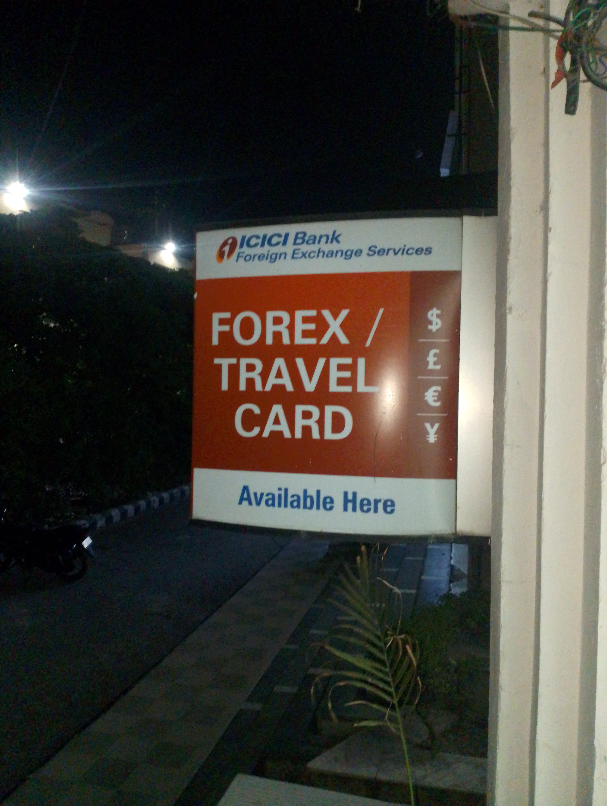 ICICI Bank
Foreign Exchange Services
FOREX /
TRAVEL
CARD
$
£
€
¥
Available Here